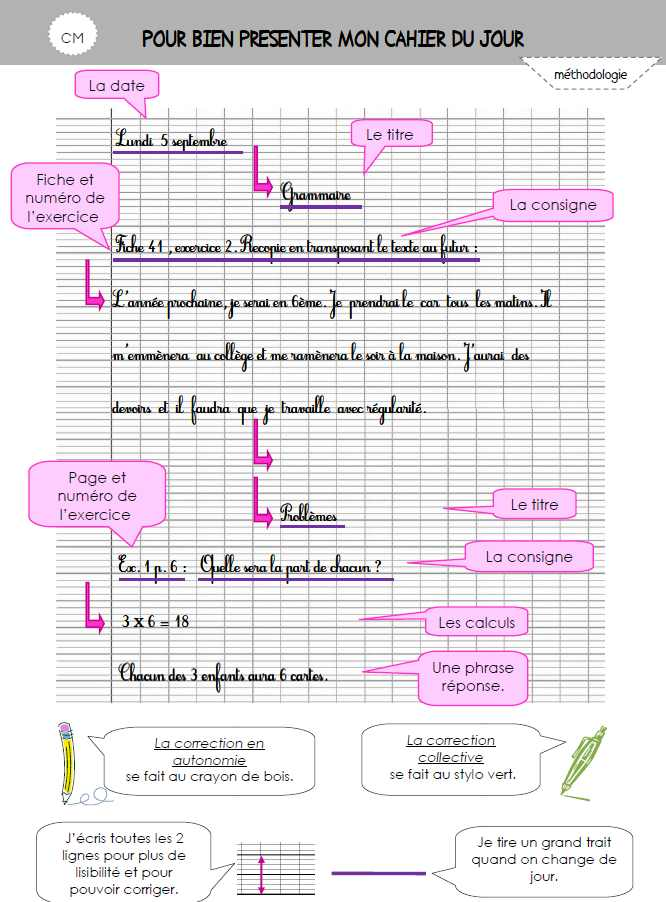 CM
POUR BIEN PRESENTER MON CAHIER DU JOUR
méthodologie
La date
Lundi 5 septembre
Le titre
Grammaire
Fiche et
numéro de
l'exercice
La consigne
Fiche 41, exercice 2. Recopie en transposant le texte au futur :
L'année prochaine, je serai en 6ème. Je prendrai le car tous les matins. Il
m'emmènera au collège et me ramènera le soir à la maison. J'aurai des
devoirs et il faudra que je travaille avec régularité.
Page et
numéro de
l'exercice
Problèmes
Le titre
Ex. 1 p. 6 : Quelle sera la part de chacun ?
La consigne
3 x 6 = 18
Les calculs
Chacun des 3 enfants aura 6 cartes.
Une phrase
réponse.
La correction en
autonomie
se fait au crayon de bois.
La correction
collective
se fait au stylo vert.
J'écris toutes les 2
lignes pour plus de
lisibilité et pour
pouvoir corriger.
Je tire un grand trait
quand on change de
jour.